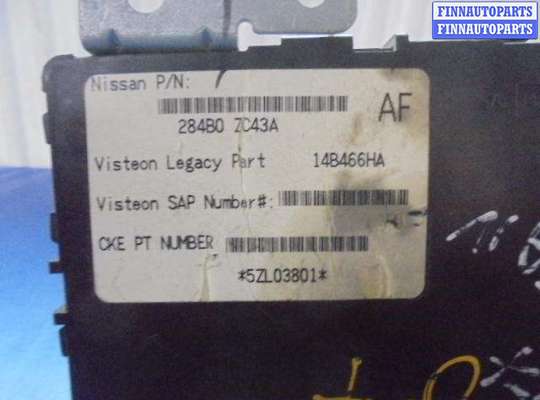 FINNAUTOPARTS
FINNAUTOPARTS
Nissan P/N:
AF
284B0 ZC43A
Visteon Legacy Part 14B466HA
Visteon SAP Number#:
CKE PT NUMBER
*5ZL03801*